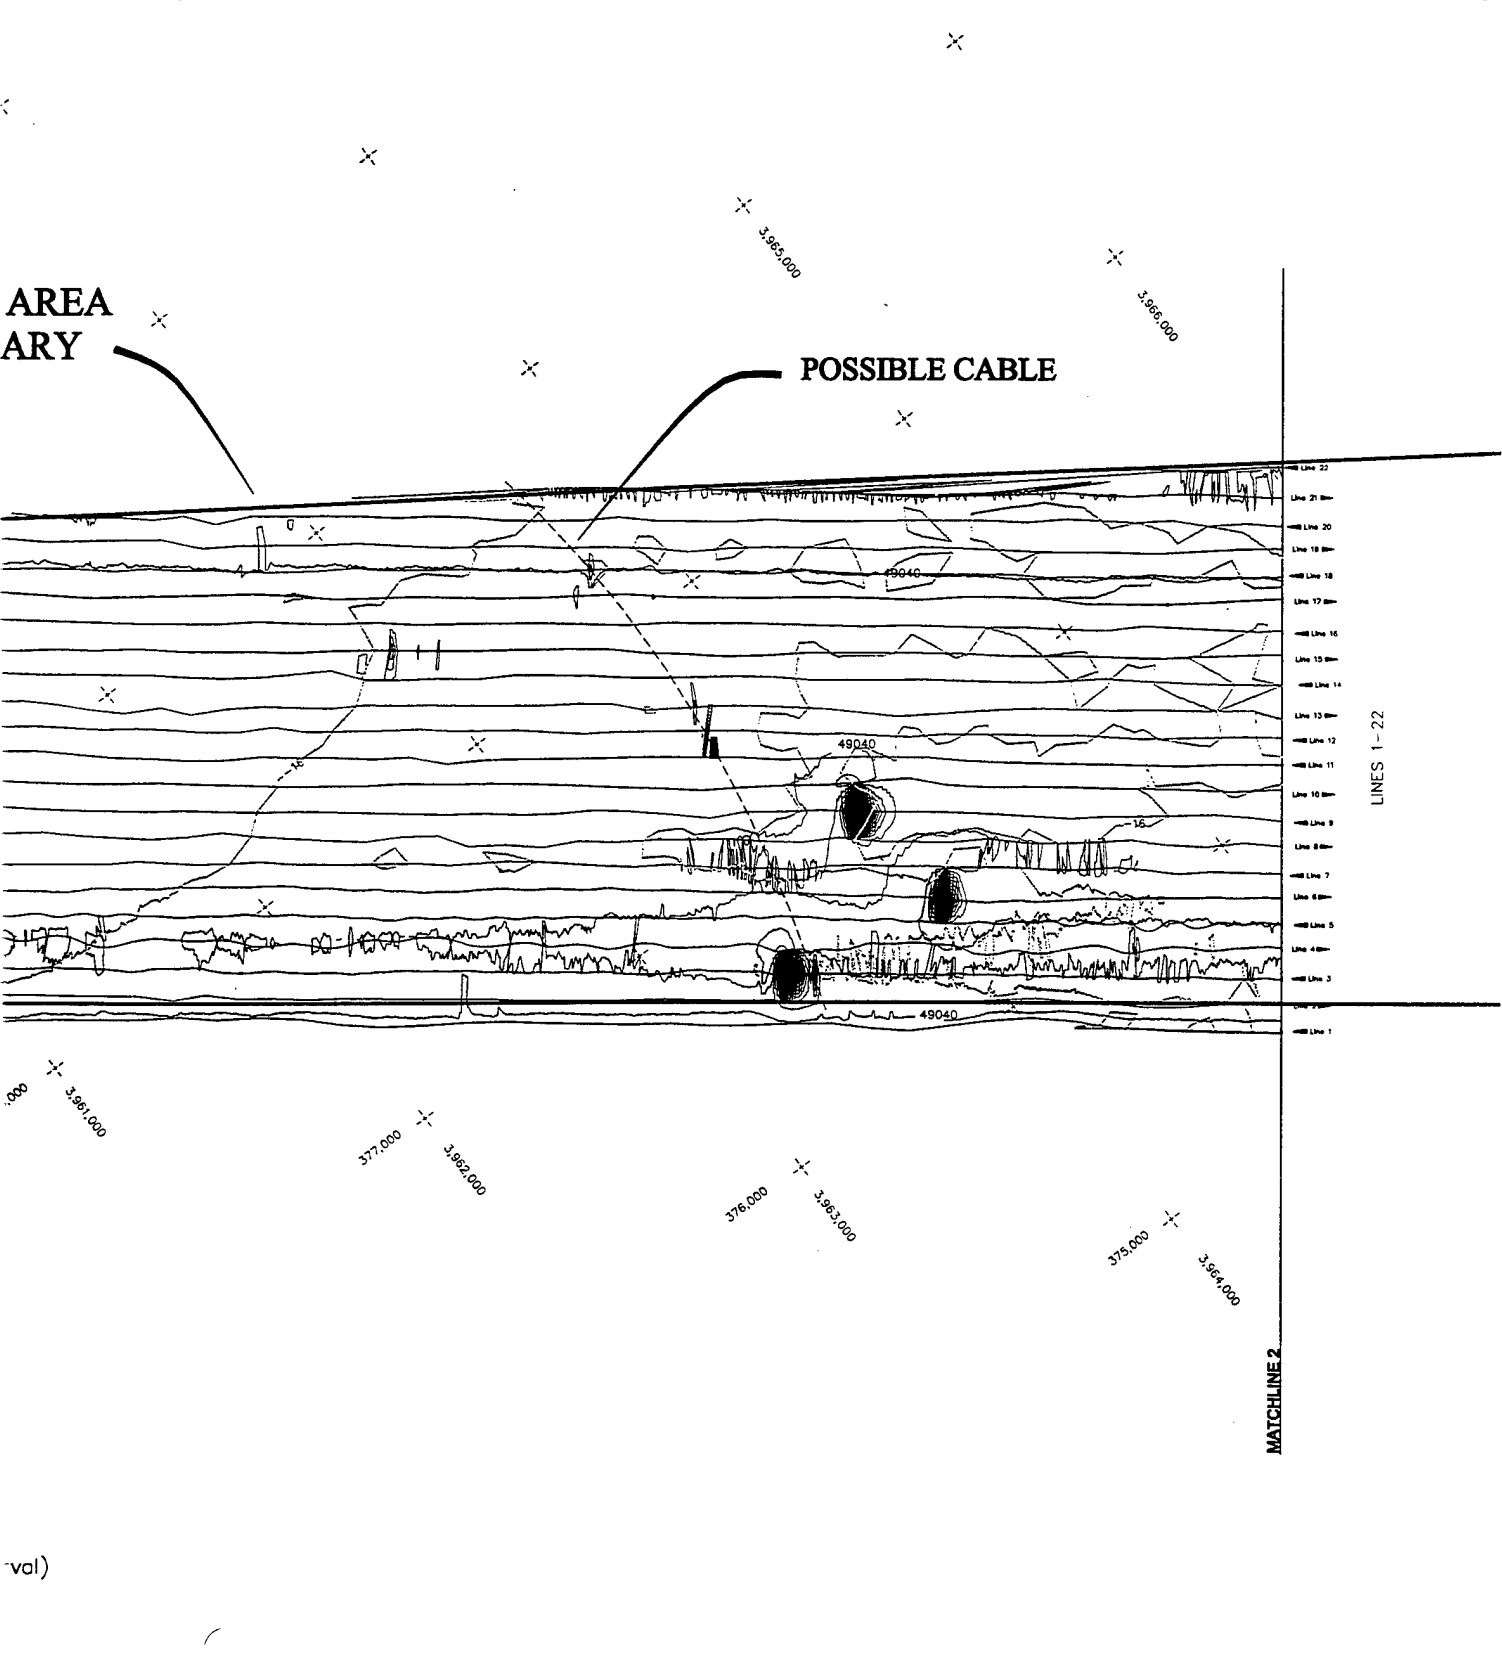 3,965,000
3,966,000
AREA
ARY
POSSIBLE CABLE
Line 22
Line 21
Line 20
Line 19
Line 18
49040
Line 17
Line 16
Line 15
Line 14
Line 13
Line 12
49040
Line 11
LINES 1-22
-16
Line 10
Line 9
-16
Line 8
Line 7
Line 6
Line 5
Line 4
Line 3
49040
Line 1
,000
3,961,000
377,000
3,962,000
376,000
3,963,000
375,000
3,964,000
MATCHLINE 2
val)